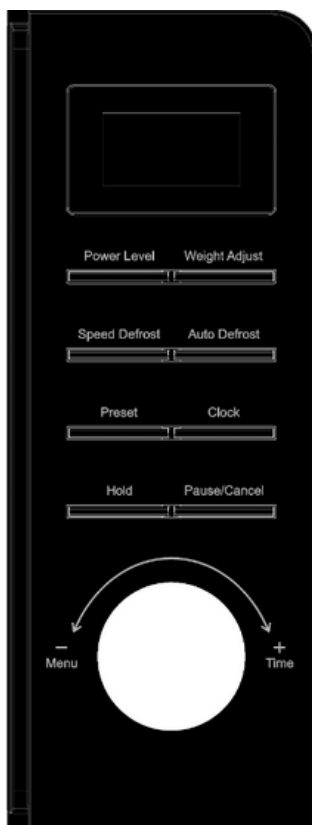 Power Level Weight Adjust
Speed Defrost Auto Defrost
Preset Clock
Hold Pause/Cancel
− +
Menu Time